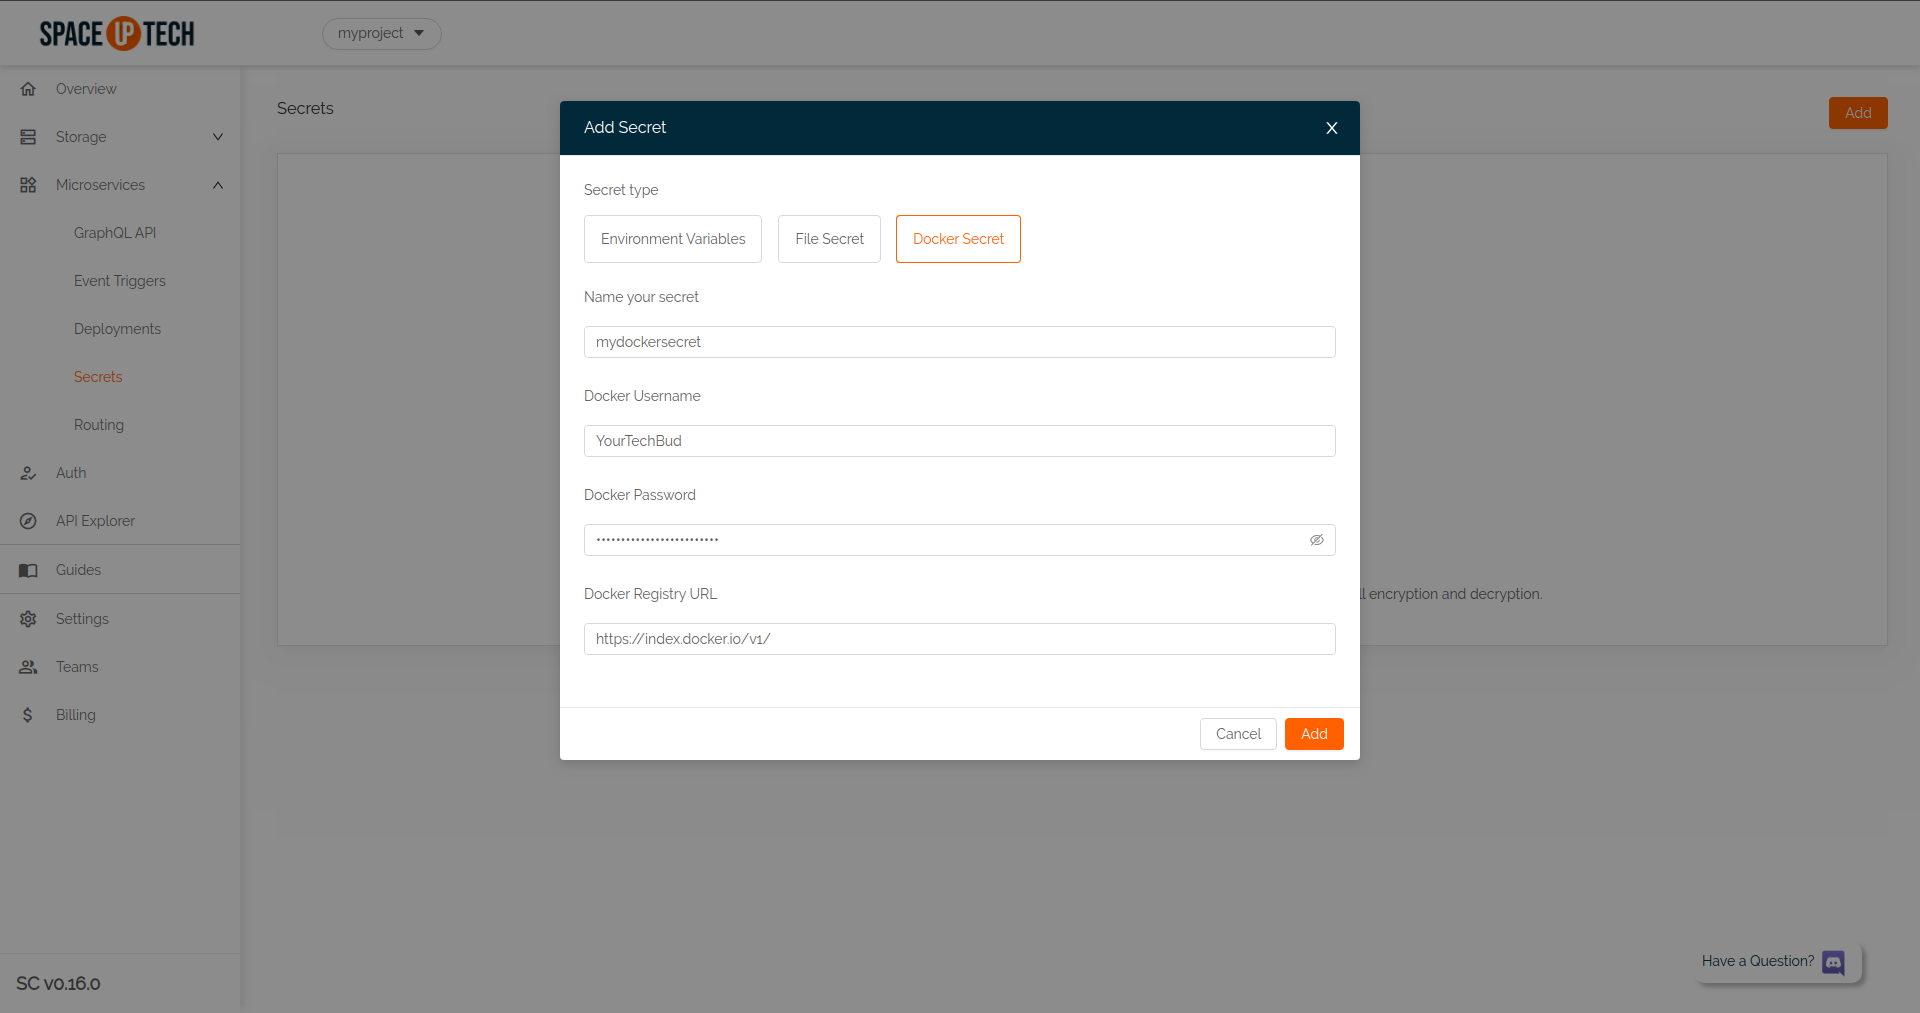 SPACE UP TECH
myproject
Overview
Storage
Microservices
GraphQL API
Event Triggers
Deployments
Secrets
Routing
Auth
API Explorer
Guides
Settings
Teams
Billing
SC v0.16.0
Secrets
Add
Add Secret
X
Secret type
Environment Variables
File Secret
Docker Secret
Name your secret
mydockersecret
Docker Username
YourTechBud
Docker Password
•••••••••••••••••••••••••
Docker Registry URL
https://index.docker.io/v1/
encryption and decryption.
Cancel
Add
Have a Question?